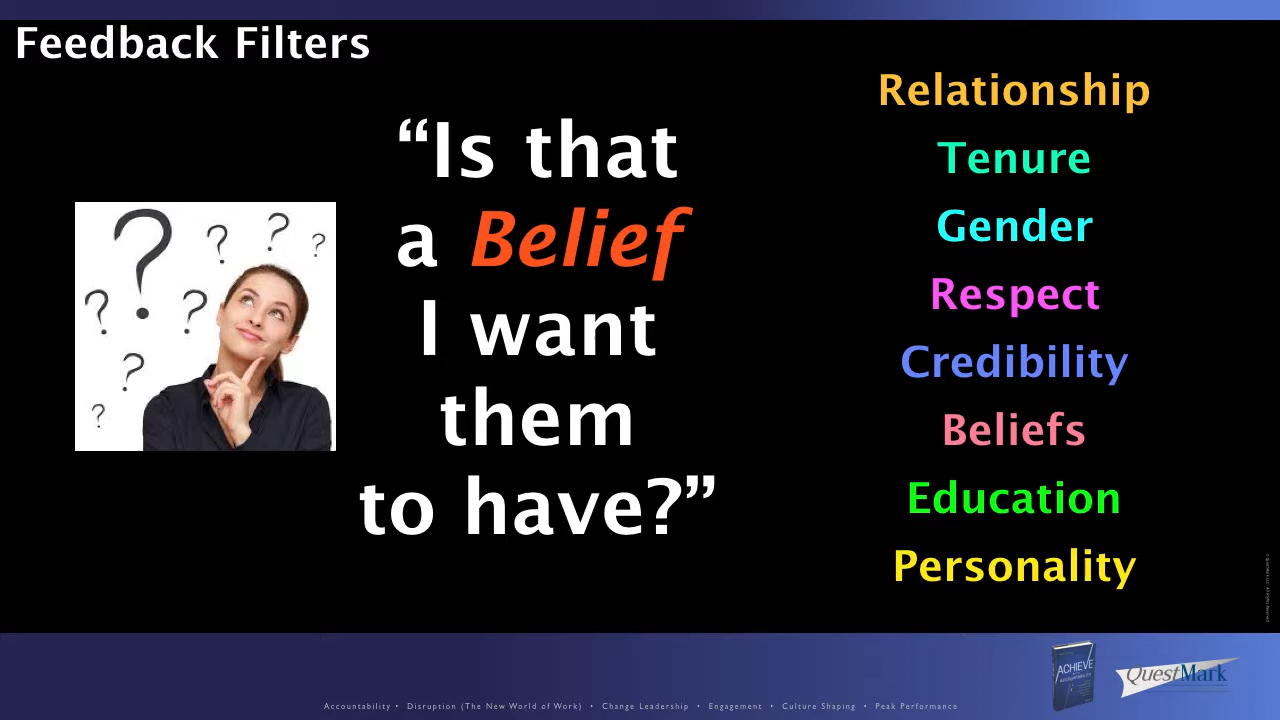 Feedback Filters
“Is that
a Belief
I want
them
to have?”
Relationship
Tenure
Gender
Respect
Credibility
Beliefs
Education
Personality
ACHIEVE
QuestMark
Accountability • Disruption (The New World of Work) • Change Leadership • Engagement • Culture Shaping • Peak Performance